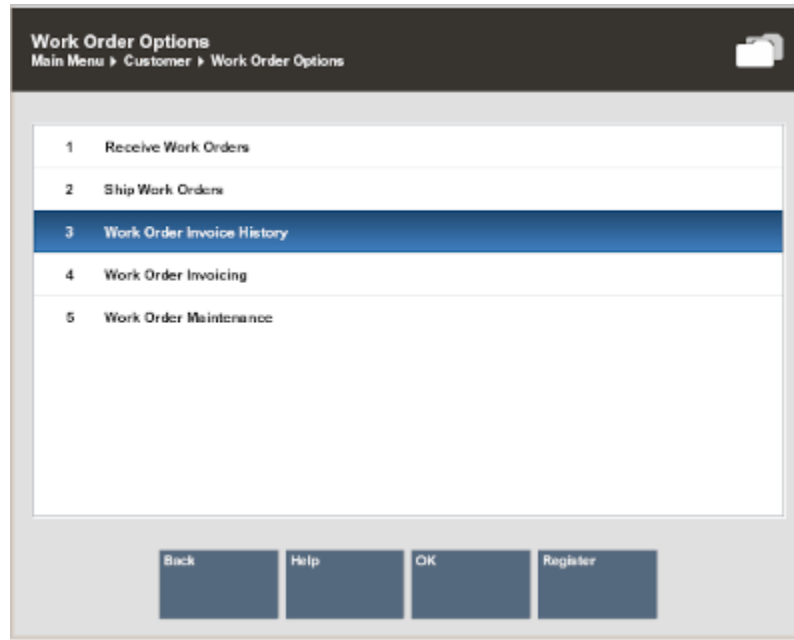 Work Order Options
Main Menu ▸ Customer ▸ Work Order Options
1 Receive Work Orders
2 Ship Work Orders
3 Work Order Invoice History
4 Work Order Invoicing
5 Work Order Maintenance
Back Help OK Register